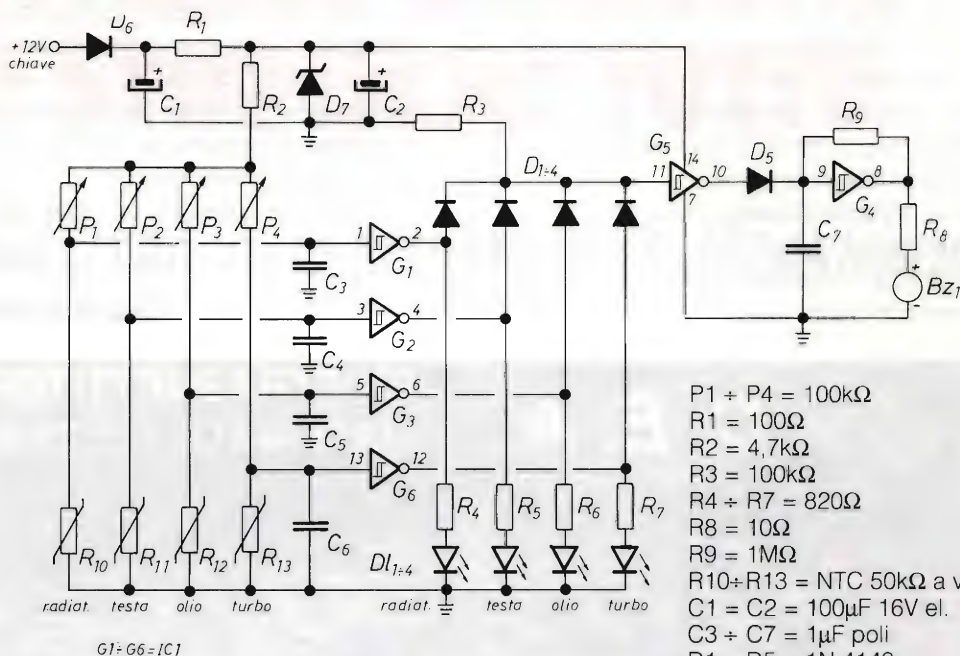 D6
R1
+12V
chiave
C1
+
R2
D7
+
C2
R3
D1÷4
G5
14
11
10
7
D5
R9
9
8
G4
C7
R8
+
Bz1
-
P1
P2
P3
P4
1
2
G1
C3
3
4
G2
C4
5
6
G3
C5
13
12
G6
C6
R4
R5
R6
R7
Dl1÷4
R10
R11
R12
R13
radiat.
testa
olio
turbo
radiat.
testa
olio
turbo
G1÷G6=IC1
P1 ÷ P4 = 100kΩ
R1 = 100Ω
R2 = 4,7kΩ
R3 = 100kΩ
R4 ÷ R7 = 820Ω
R8 = 10Ω
R9 = 1MΩ
R10÷R13 = NTC 50kΩ a v
C1 = C2 = 100µF 16V el.
C3 ÷ C7 = 1µF poli